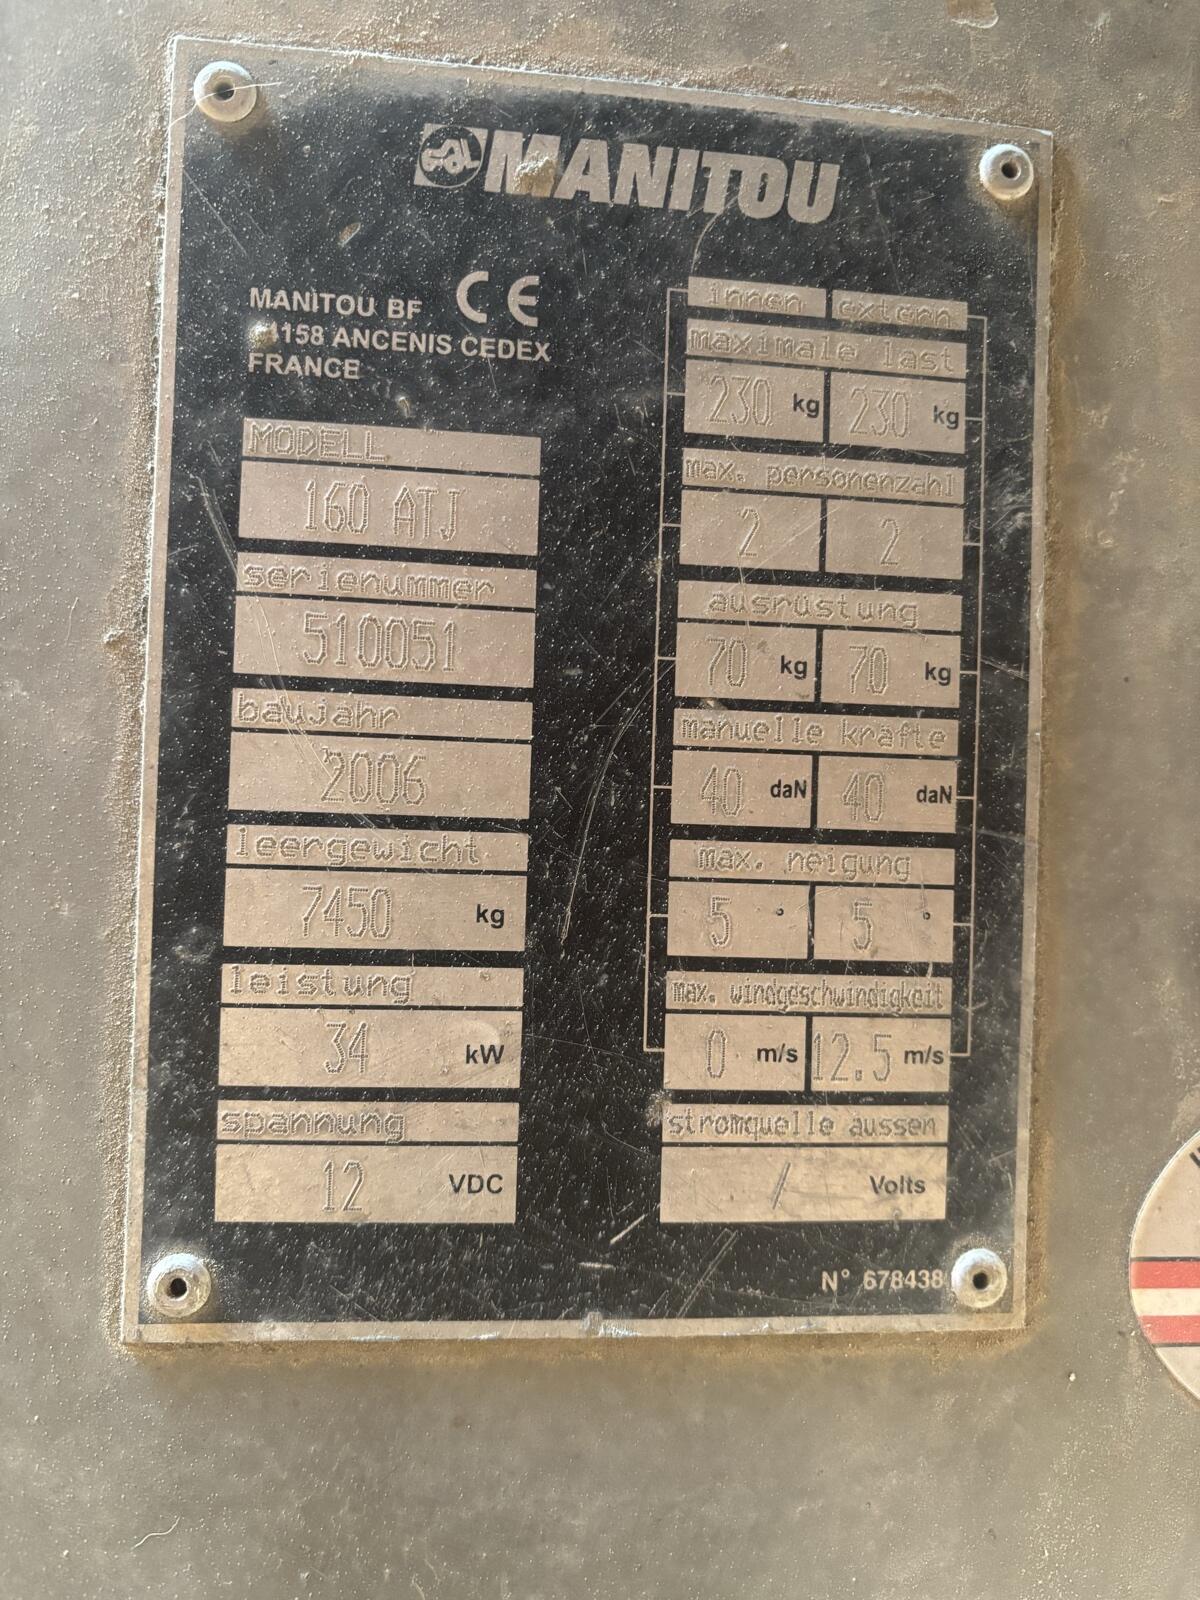 MANITOU
MANITOU BF
158 ANCENIS CEDEX
FRANCE
CE
MODELL
160 ATJ
serienummer
510051
baujahr
2006
leergewicht
7450 kg
leistung
34 kW
spannung
12 VDC
innen extern
maximale last
230 kg 230 kg
max. personenzahl
2 2
ausrüstung
70 kg 70 kg
manuelle krafte
40 daN 40 daN
max. neigung
5 ° 5 °
max. windgeschwindigkeit
0 m/s 12.5 m/s
stromquelle aussen
/ Volts
N° 678438